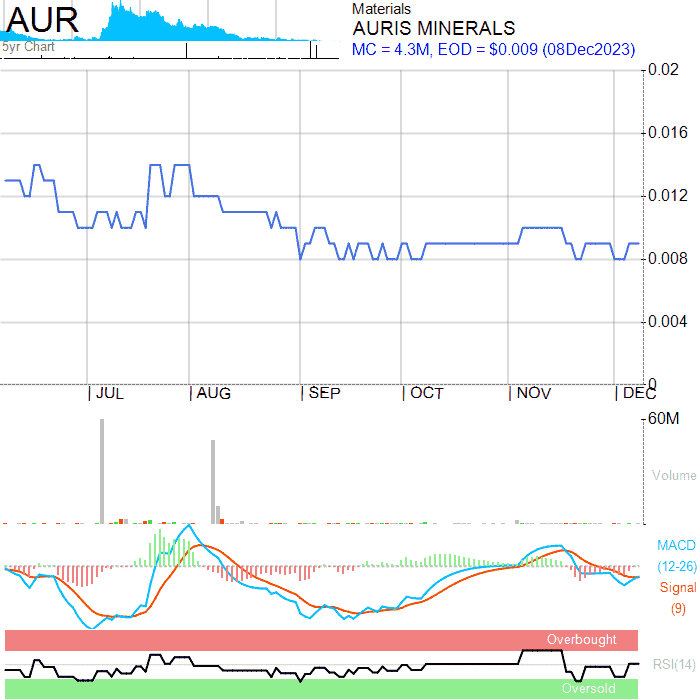 AUR
5yr Chart
Materials
AURIS MINERALS
MC = 4.3M, EOD = $0.009 (08Dec2023)
0.02
0.016
0.012
0.008
0.004
0
JUL AUG SEP OCT NOV DEC
60M
Volume
MACD
(12-26)
Signal
(9)
Overbought
RSI(14)
Oversold